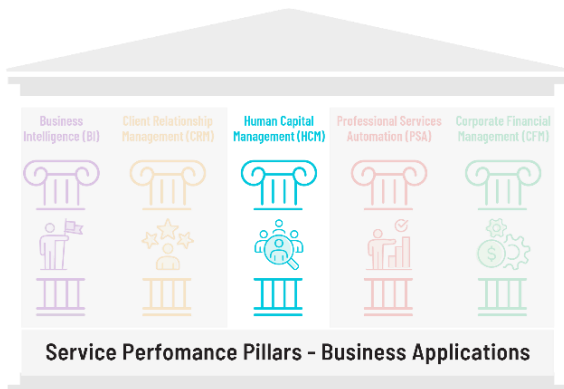 Business
Intelligence (BI)
Client Relationship
Management (CRM)
Human Capital
Management (HCM)
Professional Services
Automation (PSA)
Corporate Financial
Management (CFM)
$
Service Perfomance Pillars - Business Applications